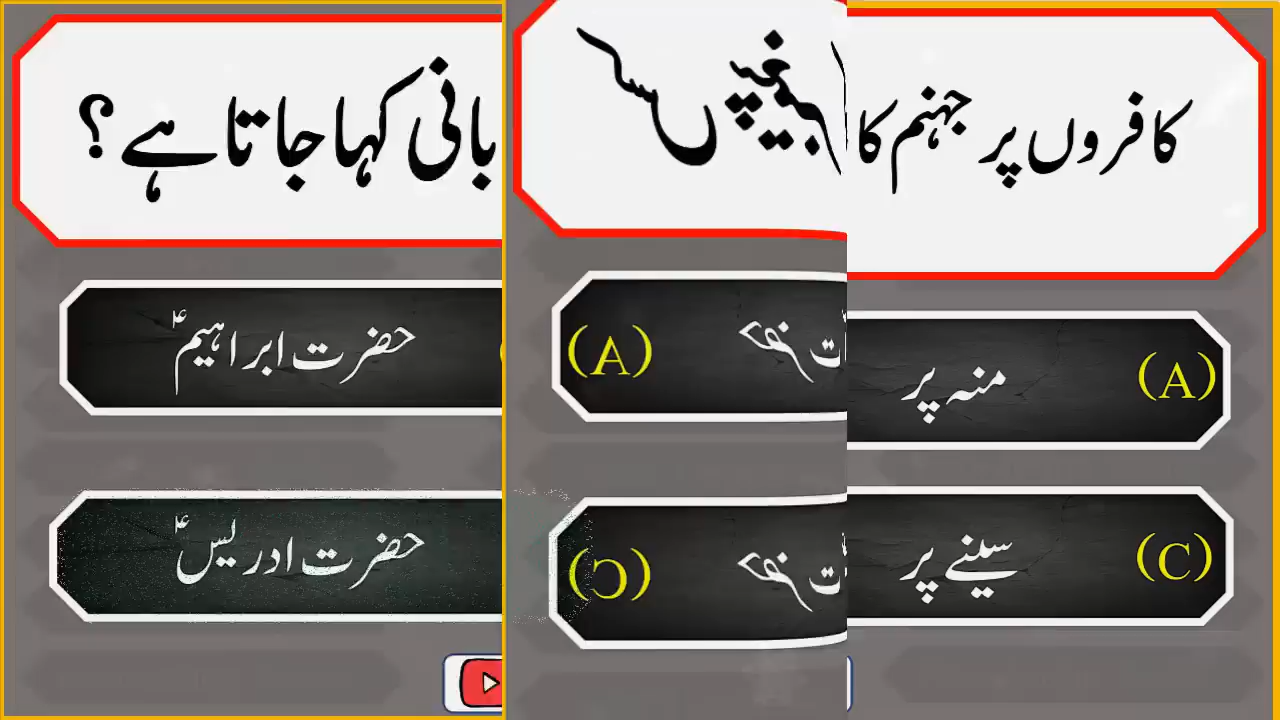 بانی کہا جاتا ہے؟
حضرت ابراہیمؑ
حضرت ادریسؑ
(A)
(C)
کافروں پر جہنم کا
(A) منہ پر
(C) سینے پر